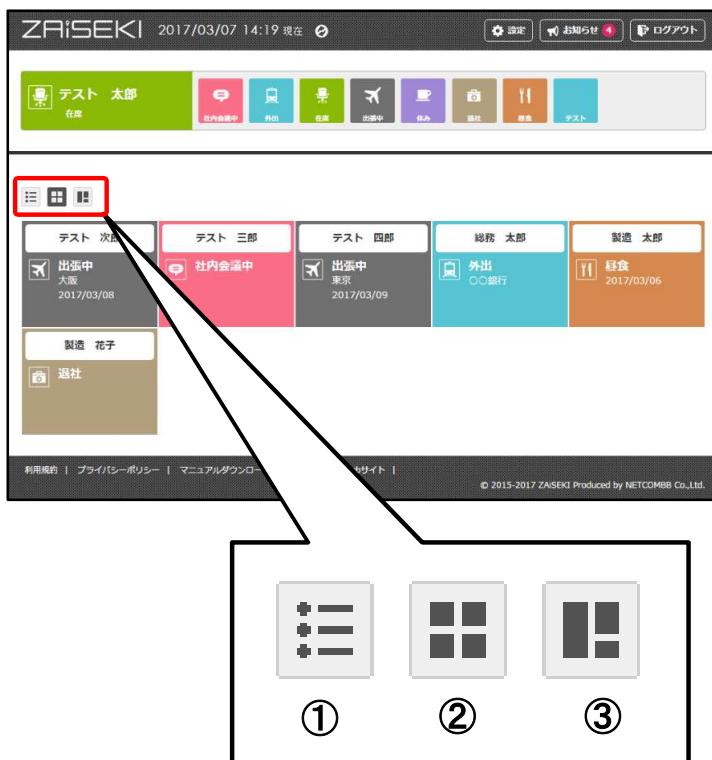 ZAiSEKI 2017/03/07 14:19 現在 設定 お知らせ 4 ログアウト
テスト 太郎
在席
社内会議中 外出 在席 出張中 休み 退社 昼食 テスト
テスト 次郎 テスト 三郎 テスト 四郎 総務 太郎 製造 太郎
出張中 社内会議中 出張中 外出 昼食
大阪 東京 〇〇銀行 2017/03/06
2017/03/08 2017/03/09
製造 花子
退社
利用規約 | プライバシーポリシー | マニュアルダウンロー サイト |
© 2015-2017 ZAiSEKI Produced by NETCOMBB Co.,Ltd.
① ② ③